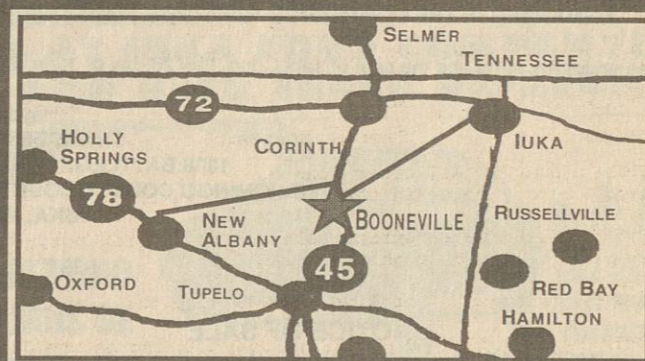 SELMER
TENNESSEE
72
HOLLY
SPRINGS
CORINTH
IUKA
78
NEW
ALBANY
BOONEVILLE
RUSSELLVILLE
45
OXFORD
TUPELO
RED BAY
HAMILTON